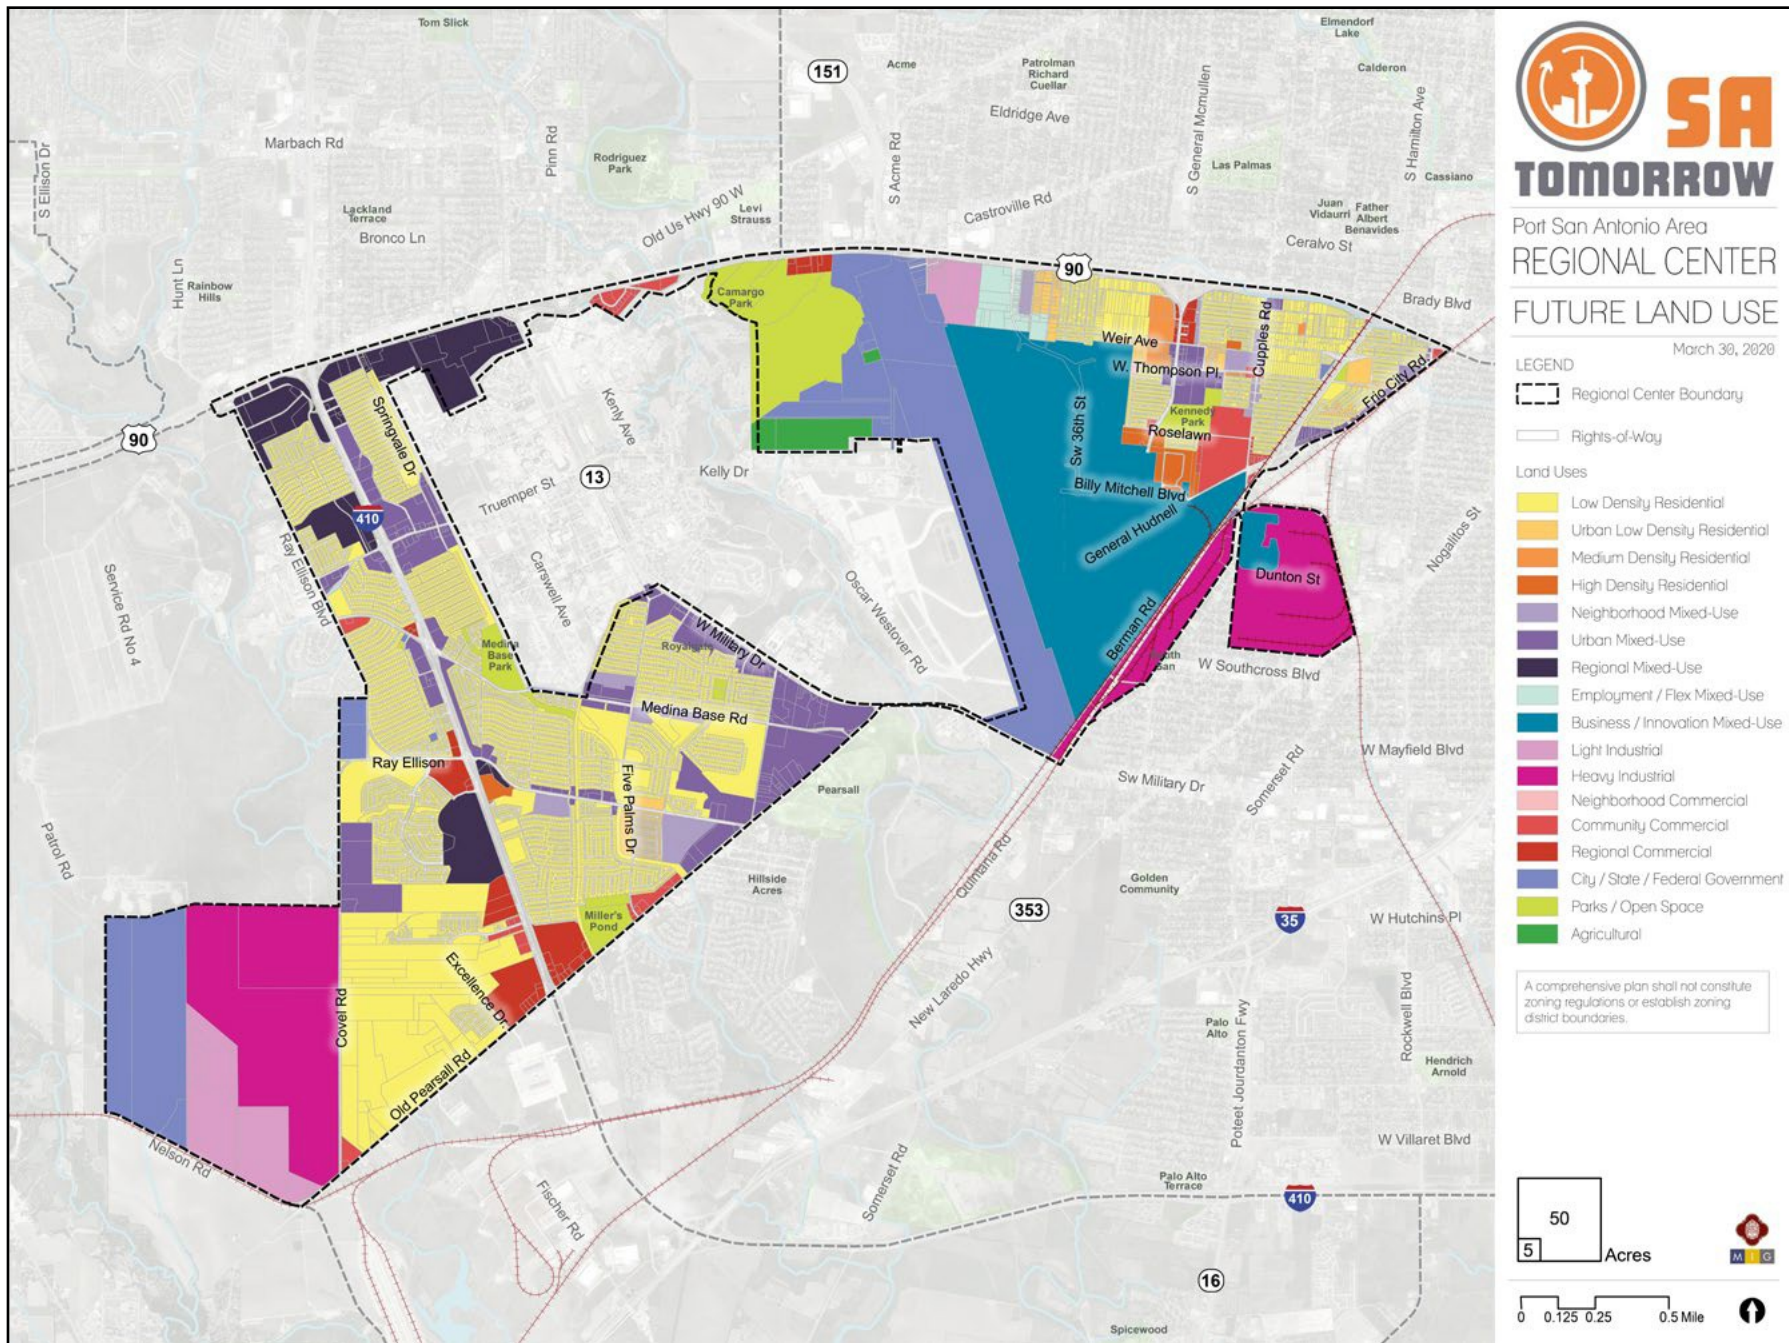 Tom Slick
Elmendorf
Lake
151
Acme
Patrolman
Richard
Cuellar
Calderon
S General Mcmullen
S Hamilton Ave
Eldridge Ave
Marbach Rd
Pinn Rd
S Ellison Dr
S Acme Rd
Rodriguez
Park
Las Palmas
Cassiano
Lackland
Terrace
Bronco Ln
Old Us Hwy 90 W
Levi
Strauss
Castroville Rd
Juan
Vidaurri
Father
Albert
Benavides
Ceralvo St
Hunt Ln
Rainbow
Hills
90
Camargo
Park
Brady Blvd
Weir Ave
Cupples Rd
W. Thompson Pl.
Frio City Rd.
Kennedy
Park
Roselawn
Sw 36th St
Springvale Dr
90
Kenly Ave
Kelly Dr
13
Truemper St
Billy Mitchell Blvd
General Hudnell
410
Ray Ellison Blvd
Nogalitos St
Carswell Ave
Oscar Westover Rd
Dunton St
Service Rd No 4
Berman Rd
W Military Dr
Medina
Base
Park
W Southcross Blvd
Medina Base Rd
W Mayfield Blvd
Ray Ellison
Five Palms Dr
Pearsall
Sw Military Dr
Somerset Rd
Patrol Rd
Quintana Rd
Hillside
Acres
Golden
Community
Miller's
Pond
353
35
W Hutchins Pl
Excellence Dr.
New Laredo Hwy
Covel Rd
Old Pearsall Rd
Palo
Alto
Poteet Jourdanton Fwy
Rockwell Blvd
Hendrich
Arnold
Nelson Rd
Fischer Rd
Somerset Rd
W Villaret Blvd
Palo Alto
Terrace
410
16
Spicewood
SA
TOMORROW
Port San Antonio Area
REGIONAL CENTER
FUTURE LAND USE
March 30, 2020
LEGEND
Regional Center Boundary
Rights-of-Way
Land Uses
Low Density Residential
Urban Low Density Residential
Medium Density Residential
High Density Residential
Neighborhood Mixed-Use
Urban Mixed-Use
Regional Mixed-Use
Employment / Flex Mixed-Use
Business / Innovation Mixed-Use
Light Industrial
Heavy Industrial
Neighborhood Commercial
Community Commercial
Regional Commercial
City / State / Federal Government
Parks / Open Space
Agricultural
A comprehensive plan shall not constitute
zoning regulations or establish zoning
district boundaries.
50
5
Acres
M I G
0 0.125 0.25 0.5 Mile